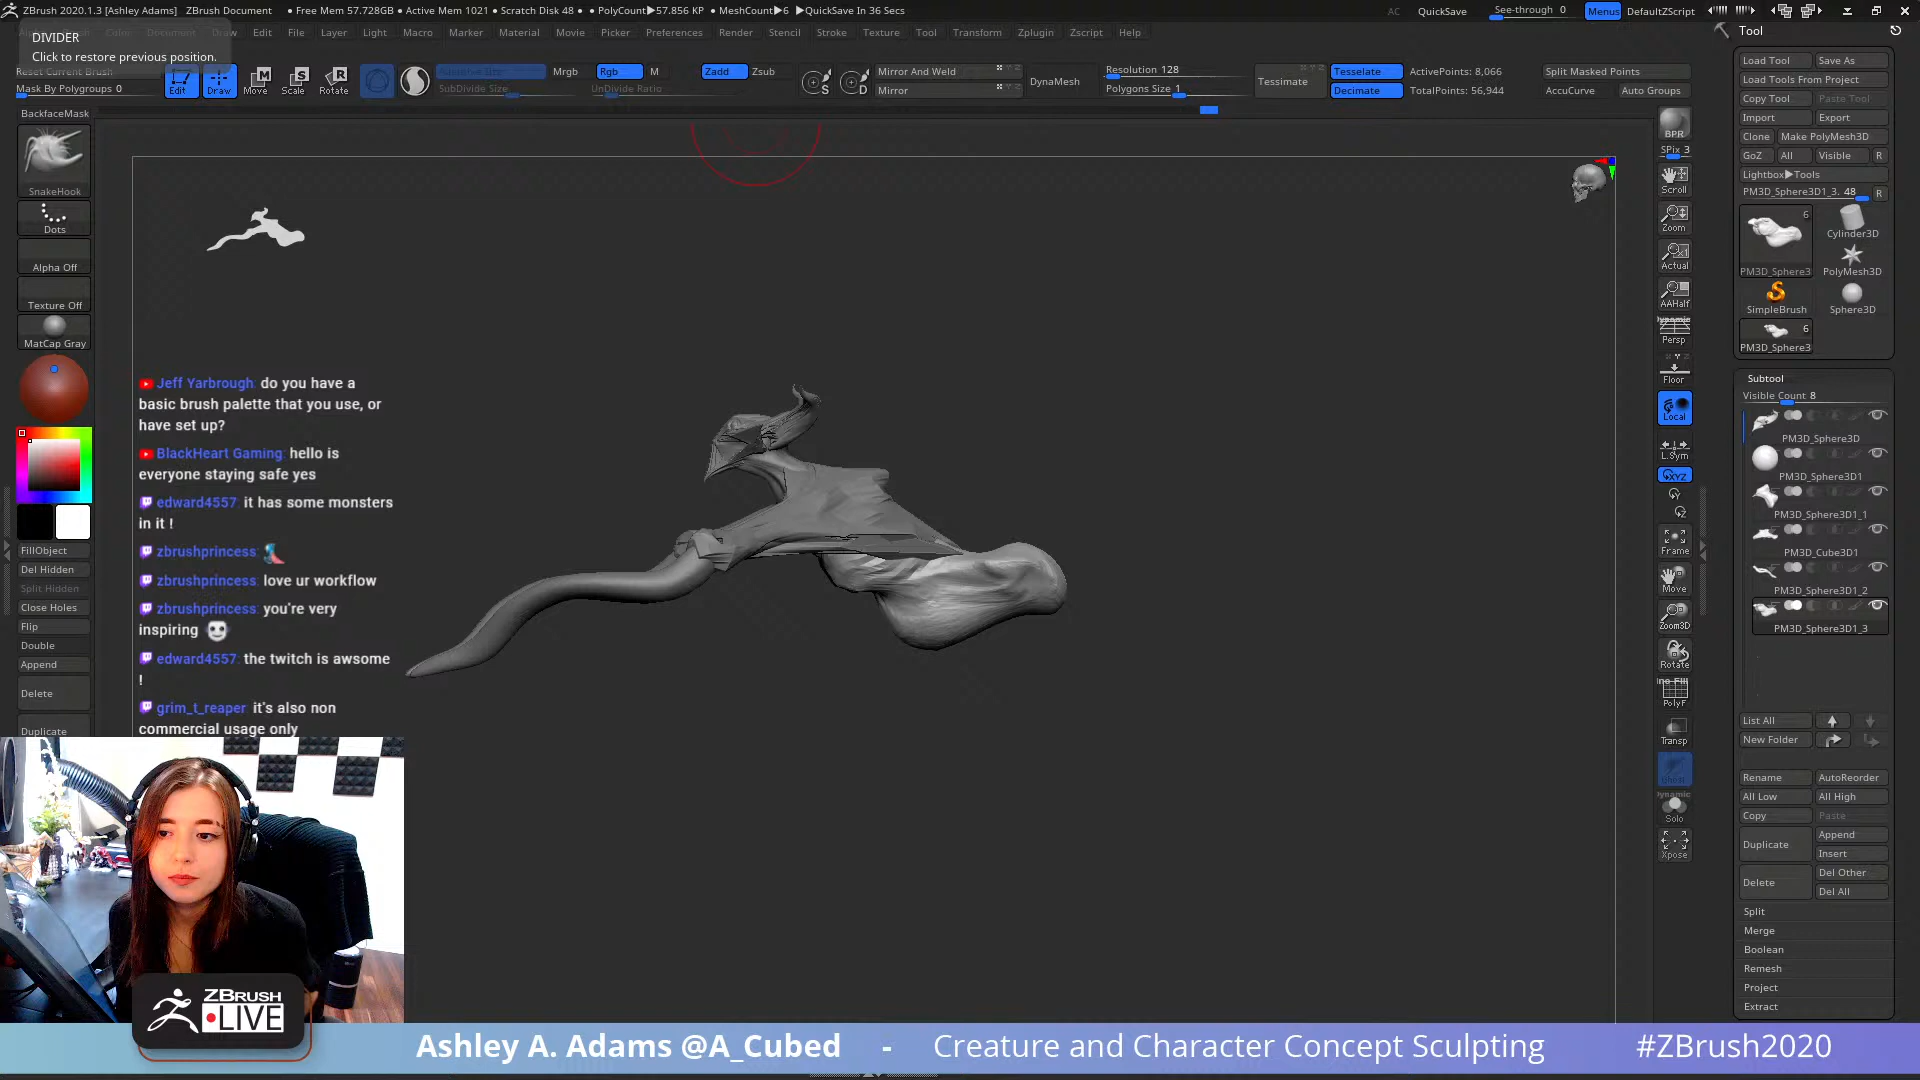 ZBrush 2020.1.3 [Ashley Adams] ZBrush Document • Free Mem 57.728GB • Active Mem 1021 • Scratch Disk 48 • • PolyCount▶57.856 KP • MeshCount▶6 ▶QuickSave In 36 Secs
AC QuickSave See-through 0 Menus DefaultZScript
DIVIDER
Click to restore previous position.
Edit File Layer Light Macro Marker Material Movie Picker Preferences Render Stencil Stroke Texture Tool Transform Zplugin Zscript Help
Reset Current Brush
Mask By Polygroups 0
BackfaceMask
Edit Draw Move Scale Rotate
SubDivide Size
UnDivide Ratio
Mrgb Rgb M Zadd Zsub
Mirror And Weld
Mirror
DynaMesh
Resolution 128
Polygons Size 1
Tessimate
Tesselate
Decimate
ActivePoints: 8,066
TotalPoints: 56,944
Split Masked Points
AccuCurve Auto Groups
SnakeHook
Dots
Alpha Off
Texture Off
MatCap Gray
FillObject
Del Hidden
Split Hidden
Close Holes
Flip
Double
Append
Delete
Duplicate
Jeff Yarbrough: do you have a
basic brush palette that you use, or
have set up?
BlackHeart Gaming: hello is
everyone staying safe yes
edward4557: it has some monsters
in it !
zbrushprincess:
zbrushprincess: love ur workflow
zbrushprincess: you're very
inspiring
edward4557: the twitch is awsome
!
grim_t_reaper: it's also non
commercial usage only
BPR
SPix 3
Scroll
Zoom
Actual
AAHalf
Dynamic
Persp
Floor
Local
L.Sym
Frame
Move
Zoom3D
Rotate
PolyF
Transp
Ghost
Dynamic
Solo
Xpose
Tool
Load Tool Save As
Load Tools From Project
Copy Tool Paste Tool
Import Export
Clone Make PolyMesh3D
GoZ All Visible R
Lightbox▶Tools
PM3D_Sphere3D1_3. 48 R
6
PM3D_Sphere3
Cylinder3D
PolyMesh3D
SimpleBrush
Sphere3D
6
PM3D_Sphere3
Subtool
Visible Count 8
PM3D_Sphere3D
PM3D_Sphere3D1
PM3D_Sphere3D1_1
PM3D_Cube3D1
PM3D_Sphere3D1_2
PM3D_Sphere3D1_3
List All
New Folder
Rename AutoReorder
All Low All High
Copy Paste
Duplicate Append
Insert
Delete Del Other
Del All
Split
Merge
Boolean
Remesh
Project
Extract
ZBRUSH
LIVE
Ashley A. Adams @A_Cubed - Creature and Character Concept Sculpting #ZBrush2020